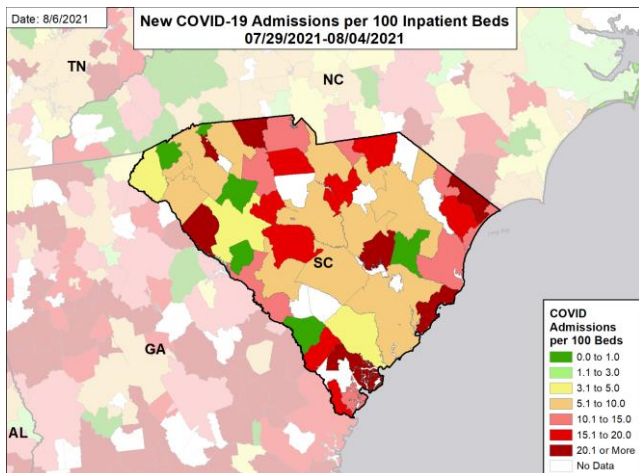 Date: 8/6/2021
New COVID-19 Admissions per 100 Inpatient Beds
07/29/2021-08/04/2021
TN
NC
SC
GA
AL
COVID
Admissions
per 100 Beds
0.0 to 1.0
1.1 to 3.0
3.1 to 5.0
5.1 to 10.0
10.1 to 15.0
15.1 to 20.0
20.1 or More
No Data